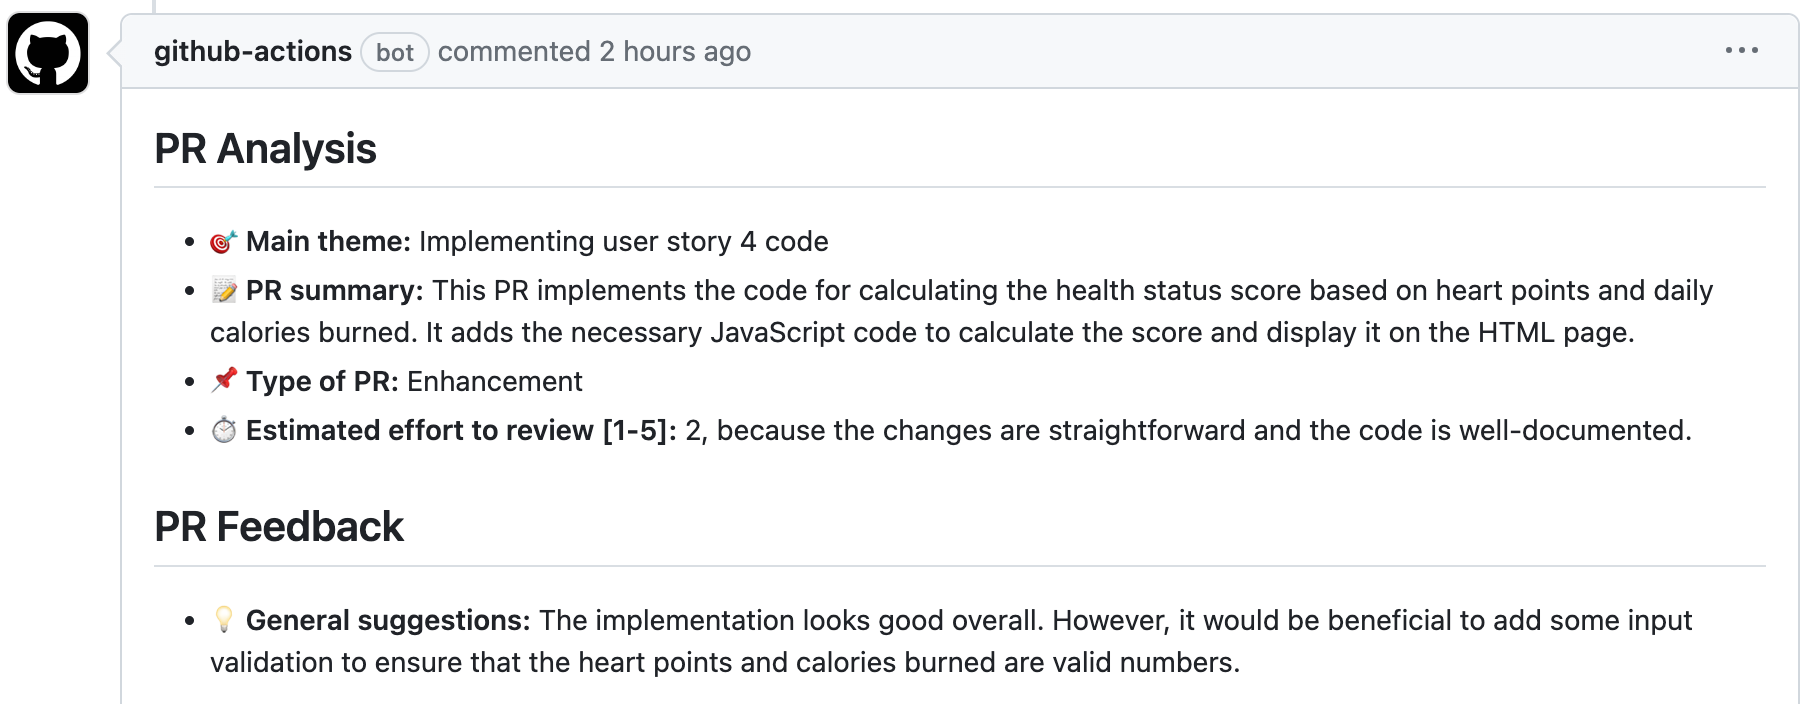 github-actions bot commented 2 hours ago
PR Analysis
🎯 Main theme: Implementing user story 4 code
📝 PR summary: This PR implements the code for calculating the health status score based on heart points and daily
calories burned. It adds the necessary JavaScript code to calculate the score and display it on the HTML page.
📌 Type of PR: Enhancement
⏱️ Estimated effort to review [1-5]: 2, because the changes are straightforward and the code is well-documented.
PR Feedback
💡 General suggestions: The implementation looks good overall. However, it would be beneficial to add some input
validation to ensure that the heart points and calories burned are valid numbers.